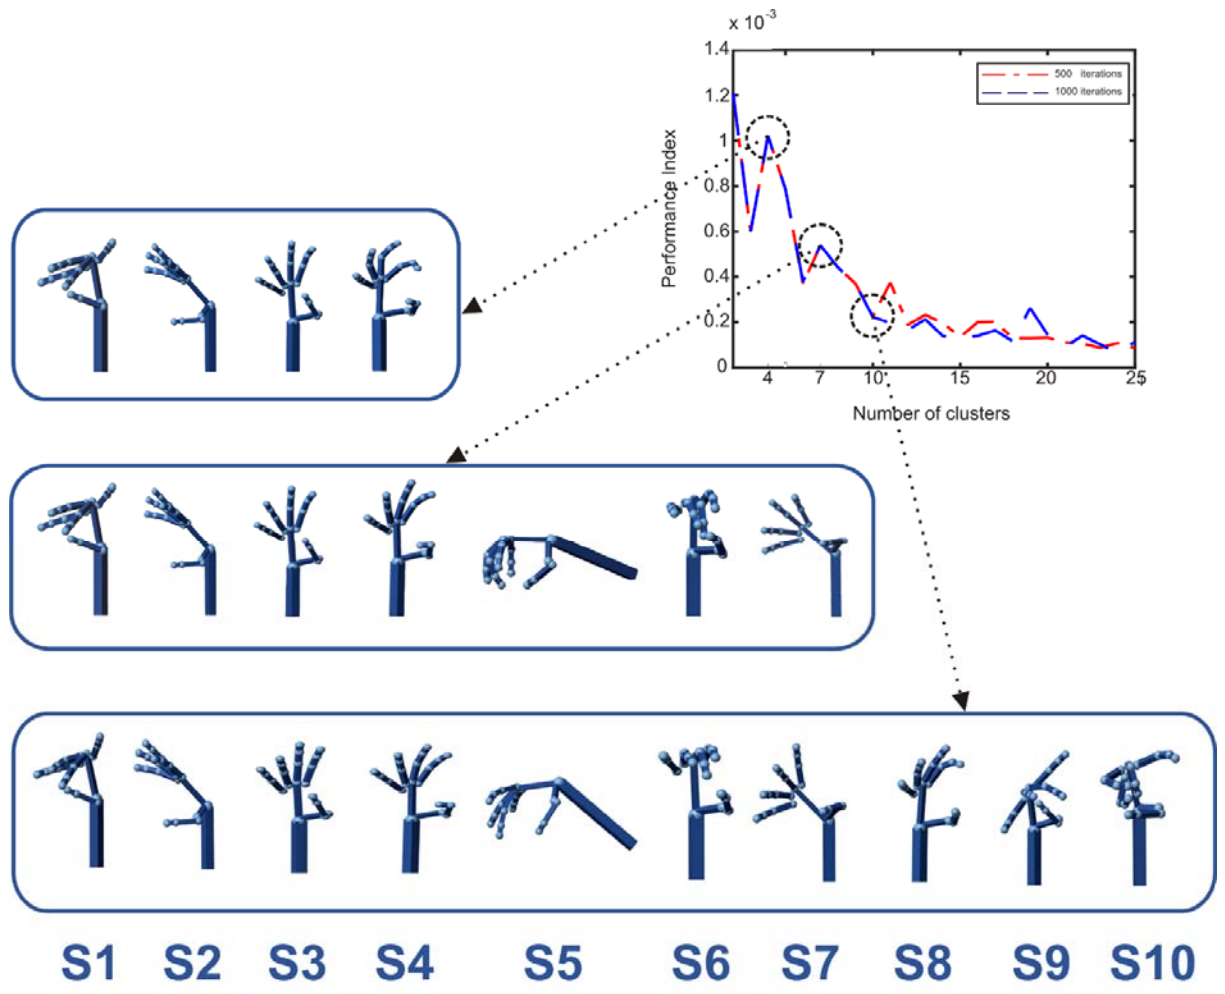 x 10⁻³
1.4
1.2
1
0.8
0.6
0.4
0.2
0
Performance Index
500 iterations
1000 iterations
4 7 10 15 20 25
Number of clusters
S1 S2 S3 S4 S5 S6 S7 S8 S9 S10